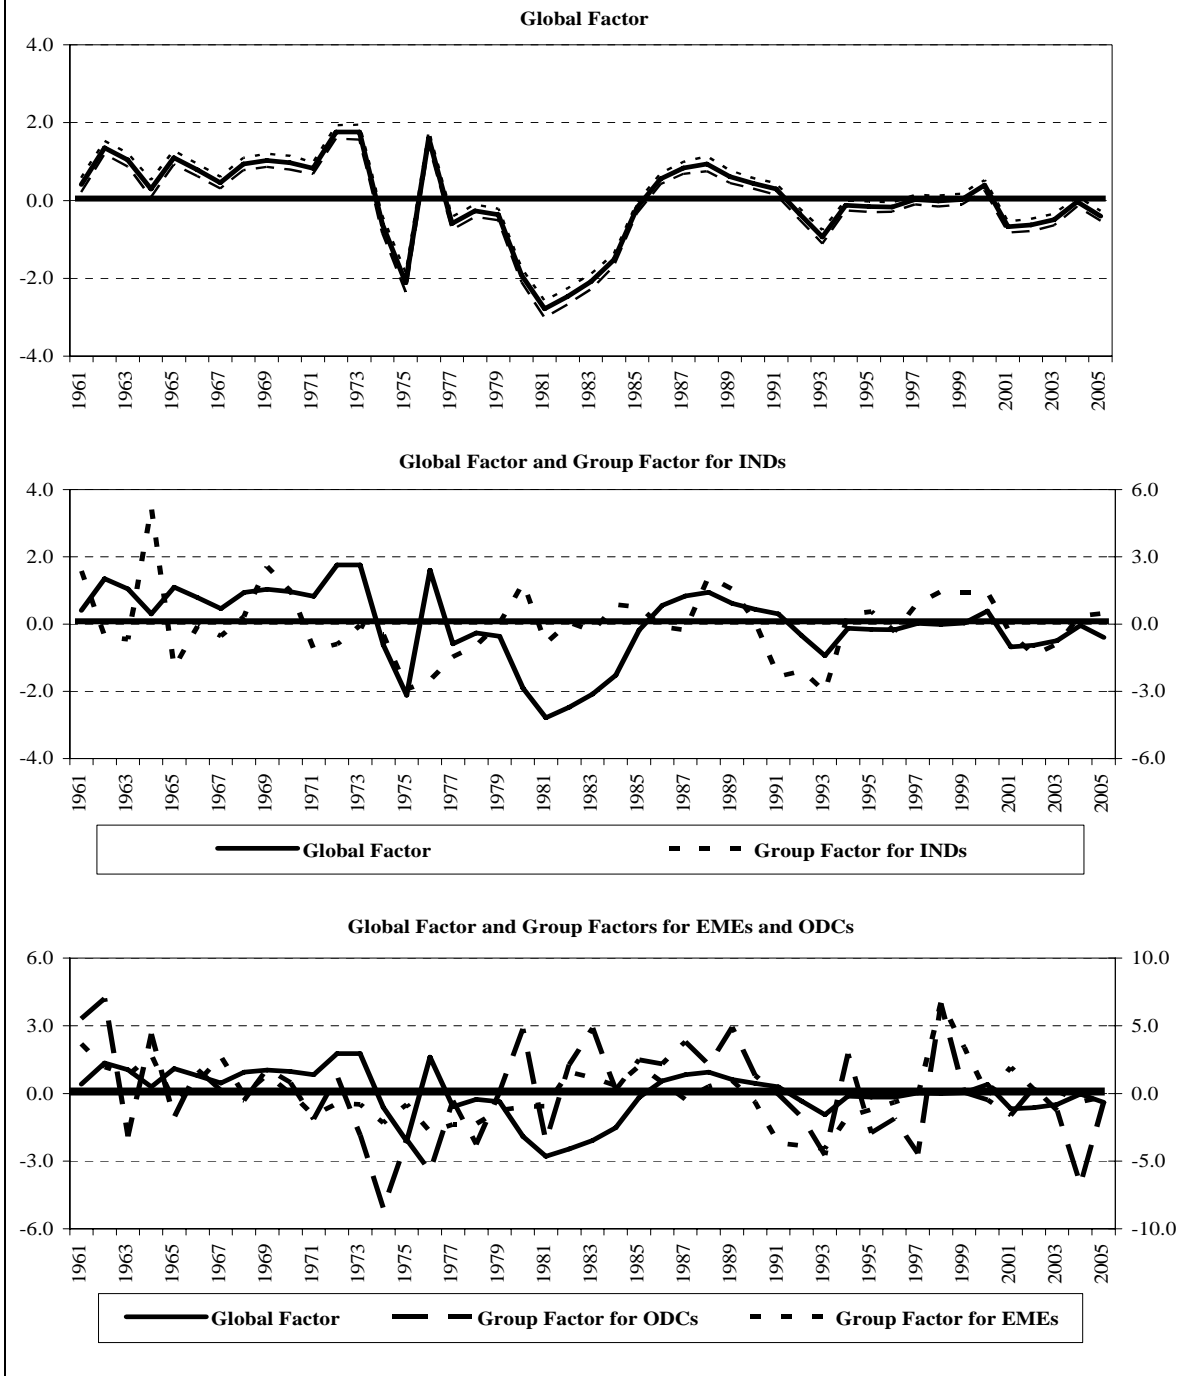 Global Factor
4.0
2.0
0.0
-2.0
-4.0
1961 1963 1965 1967 1969 1971 1973 1975 1977 1979 1981 1983 1985 1987 1989 1991 1993 1995 1997 1999 2001 2003 2005
Global Factor and Group Factor for INDs
4.0 6.0
2.0 3.0
0.0 0.0
-2.0 -3.0
-4.0 -6.0
1961 1963 1965 1967 1969 1971 1973 1975 1977 1979 1981 1983 1985 1987 1989 1991 1993 1995 1997 1999 2001 2003 2005
Global Factor Group Factor for INDs
Global Factor and Group Factors for EMEs and ODCs
6.0 10.0
3.0 5.0
0.0 0.0
-3.0 -5.0
-6.0 -10.0
1961 1963 1965 1967 1969 1971 1973 1975 1977 1979 1981 1983 1985 1987 1989 1991 1993 1995 1997 1999 2001 2003 2005
Global Factor Group Factor for ODCs Group Factor for EMEs